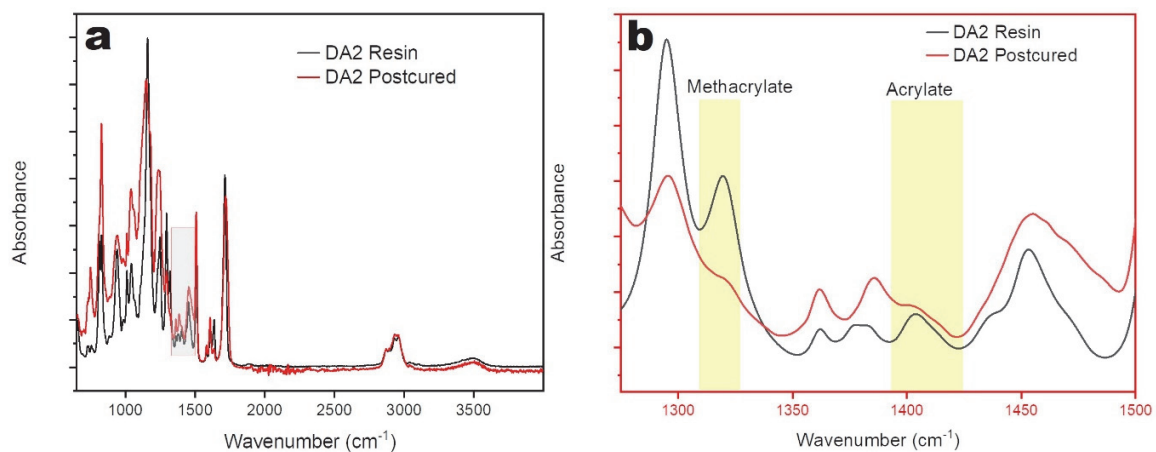 a
DA2 Resin
DA2 Postcured
Absorbance
1000 1500 2000 2500 3000 3500
Wavenumber (cm-1)
b
DA2 Resin
DA2 Postcured
Methacrylate
Acrylate
Absorbance
1300 1350 1400 1450 1500
Wavenumber (cm-1)